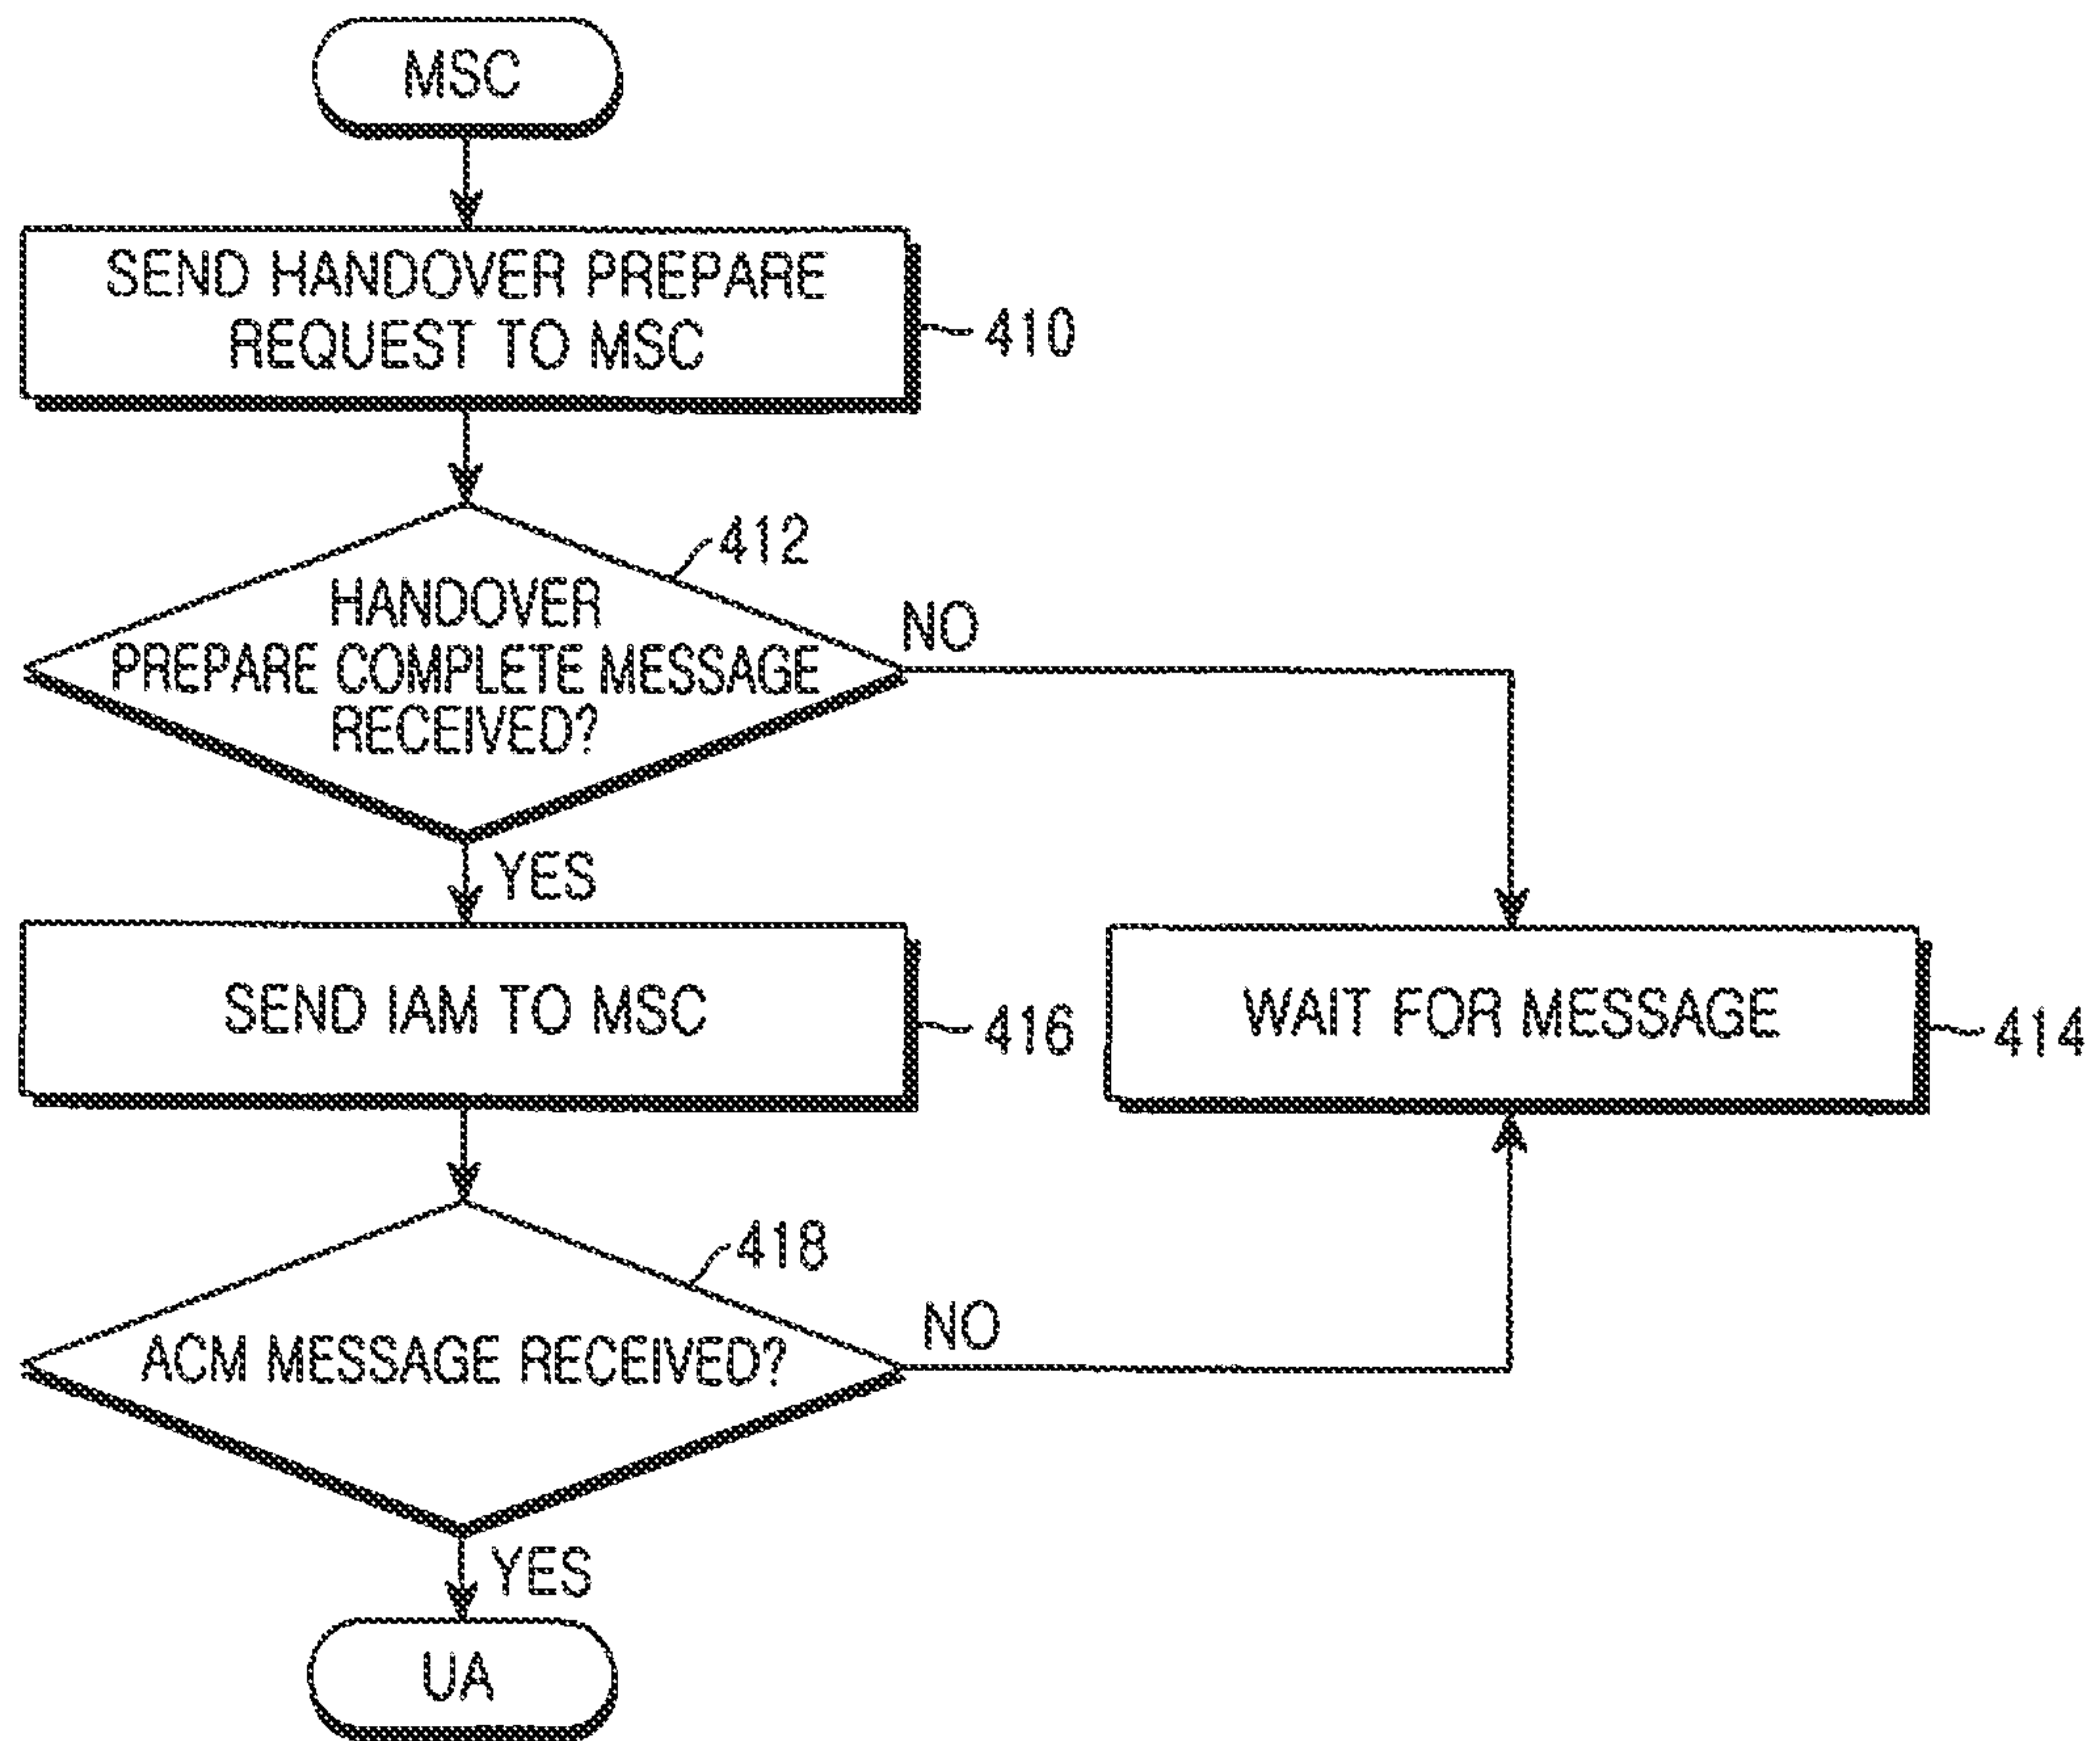 MSC
SEND HANDOVER PREPARE
REQUEST TO MSC
410
412
HANDOVER
PREPARE COMPLETE MESSAGE
RECEIVED?
NO
YES
SEND IAM TO MSC
416
WAIT FOR MESSAGE
414
418
ACM MESSAGE RECEIVED?
NO
YES
UA